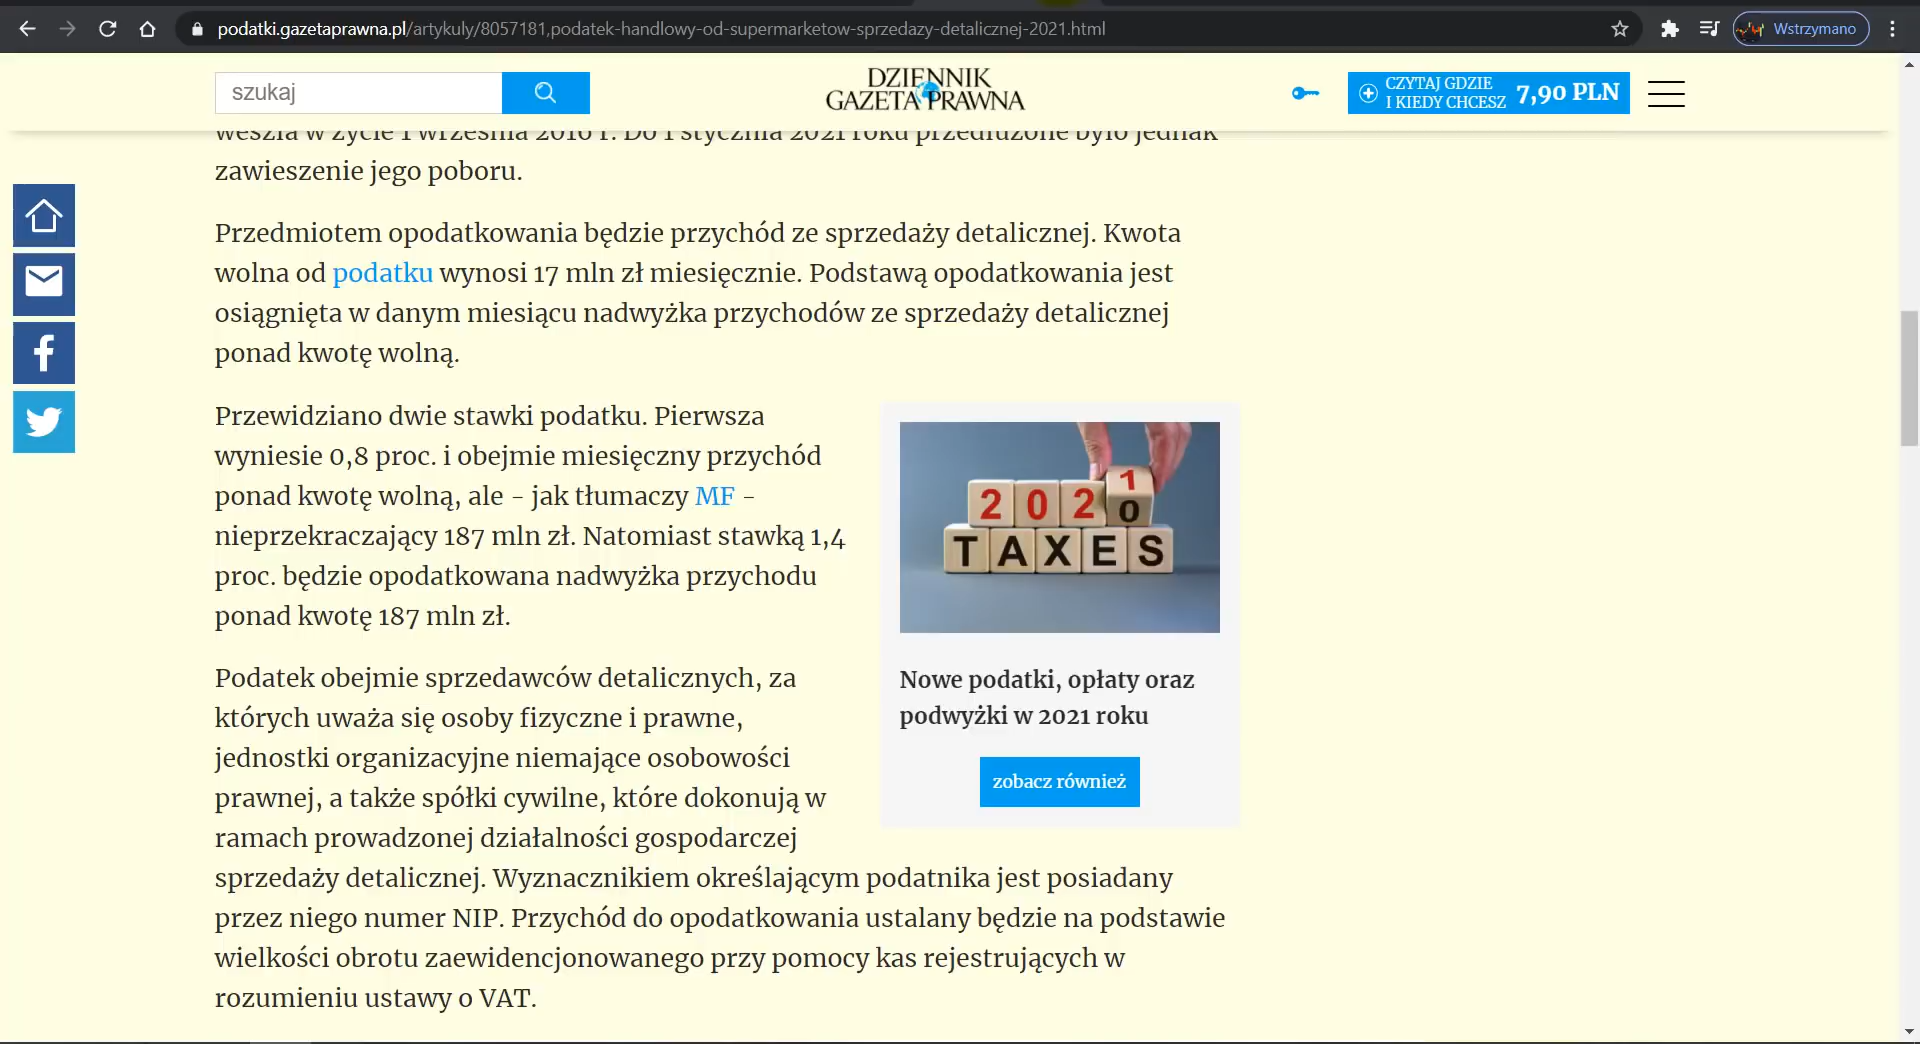 podatki.gazetaprawna.pl/artykuly/8057181,podatek-handlowy-od-supermarketow-sprzedazy-detalicznej-2021.html
Wstrzymano
szukaj
DZIENNIK
GAZETA PRAWNA
CZYTAJ GDZIE
I KIEDY CHCESZ
7,90 PLN
weszła w życie 1 września 2016 r. Do 1 stycznia 2021 roku przedłużone było jednak
zawieszenie jego poboru.
Przedmiotem opodatkowania będzie przychód ze sprzedaży detalicznej. Kwota
wolna od podatku wynosi 17 mln zł miesięcznie. Podstawą opodatkowania jest
osiągnięta w danym miesiącu nadwyżka przychodów ze sprzedaży detalicznej
ponad kwotę wolną.
Przewidziano dwie stawki podatku. Pierwsza
wyniesie 0,8 proc. i obejmie miesięczny przychód
ponad kwotę wolną, ale - jak tłumaczy MF -
nieprzekraczający 187 mln zł. Natomiast stawką 1,4
proc. będzie opodatkowana nadwyżka przychodu
ponad kwotę 187 mln zł.
2 0 2 1
0
TAXES
Nowe podatki, opłaty oraz
podwyżki w 2021 roku
zobacz również
Podatek obejmie sprzedawców detalicznych, za
których uważa się osoby fizyczne i prawne,
jednostki organizacyjne niemające osobowości
prawnej, a także spółki cywilne, które dokonują w
ramach prowadzonej działalności gospodarczej
sprzedaży detalicznej. Wyznacznikiem określającym podatnika jest posiadany
przez niego numer NIP. Przychód do opodatkowania ustalany będzie na podstawie
wielkości obrotu zaewidencjonowanego przy pomocy kas rejestrujących w
rozumieniu ustawy o VAT.